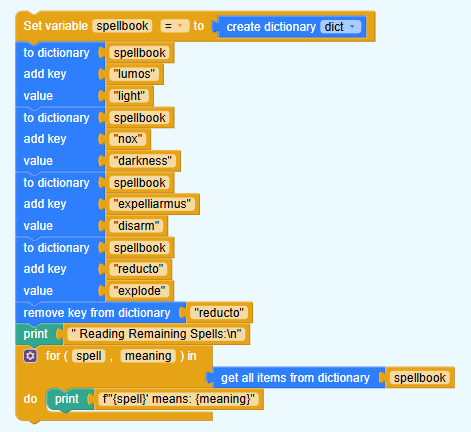 Set variable spellbook = to create dictionary dict
to dictionary spellbook
add key "lumos"
value "light"
to dictionary spellbook
add key "nox"
value "darkness"
to dictionary spellbook
add key "expelliarmus"
value "disarm"
to dictionary spellbook
add key "reducto"
value "explode"
remove key from dictionary "reducto"
print " Reading Remaining Spells:\n"
for ( spell , meaning ) in
get all items from dictionary spellbook
do print f"'{spell}' means: {meaning}"